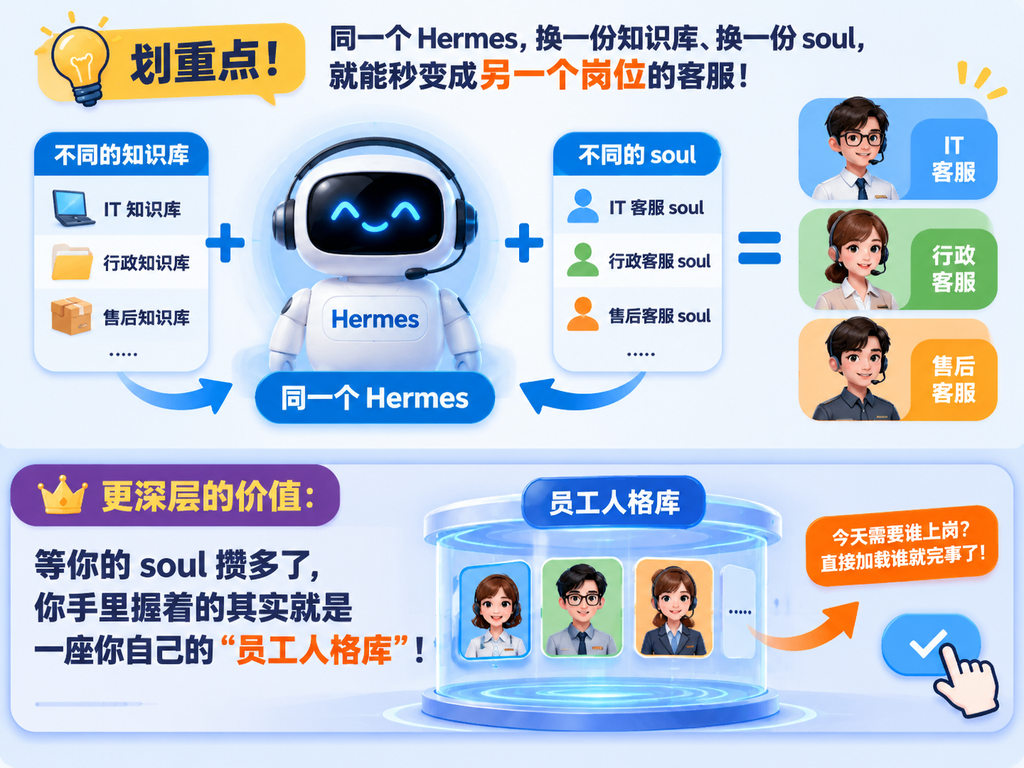 划重点!
同一个 Hermes, 换一份知识库、换一份 soul,
就能秒变成另一个岗位的客服!
不同的知识库
IT 知识库
行政知识库
售后知识库
.....
+
Hermes
同一个 Hermes
+
不同的 soul
IT 客服 soul
行政客服 soul
售后客服 soul
.....
=
IT
客服
行政
客服
售后
客服
更深层的价值:
等你的 soul 攒多了,
你手里握着的其实就是
一座你自己的“员工人格库”!
员工人格库
.....
今天需要谁上岗?
直接加载谁就完事了!